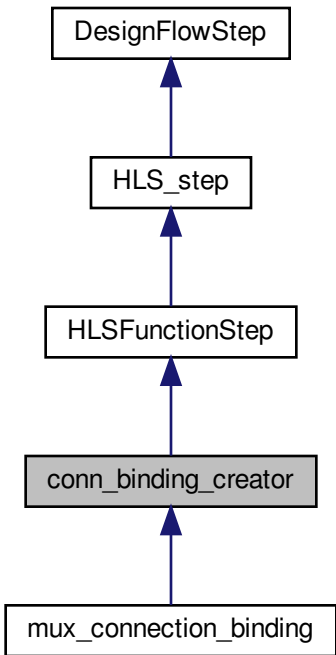 DesignFlowStep
HLS_step
HLSFunctionStep
conn_binding_creator
mux_connection_binding